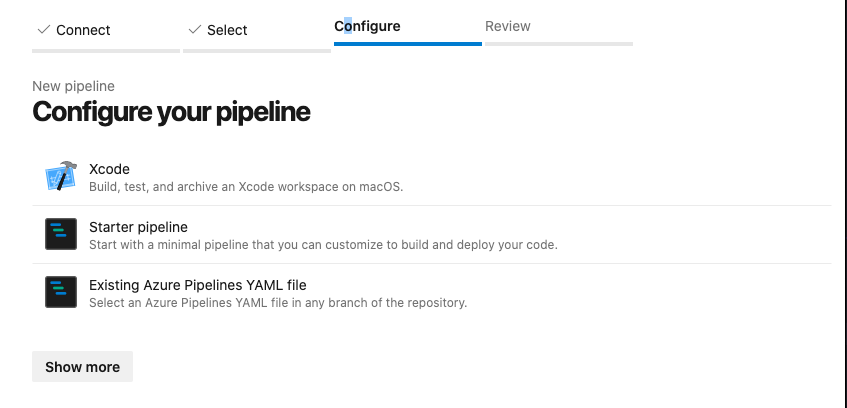 Connect Select Configure Review
New pipeline
Configure your pipeline
Xcode
Build, test, and archive an Xcode workspace on macOS.
Starter pipeline
Start with a minimal pipeline that you can customize to build and deploy your code.
Existing Azure Pipelines YAML file
Select an Azure Pipelines YAML file in any branch of the repository.
Show more